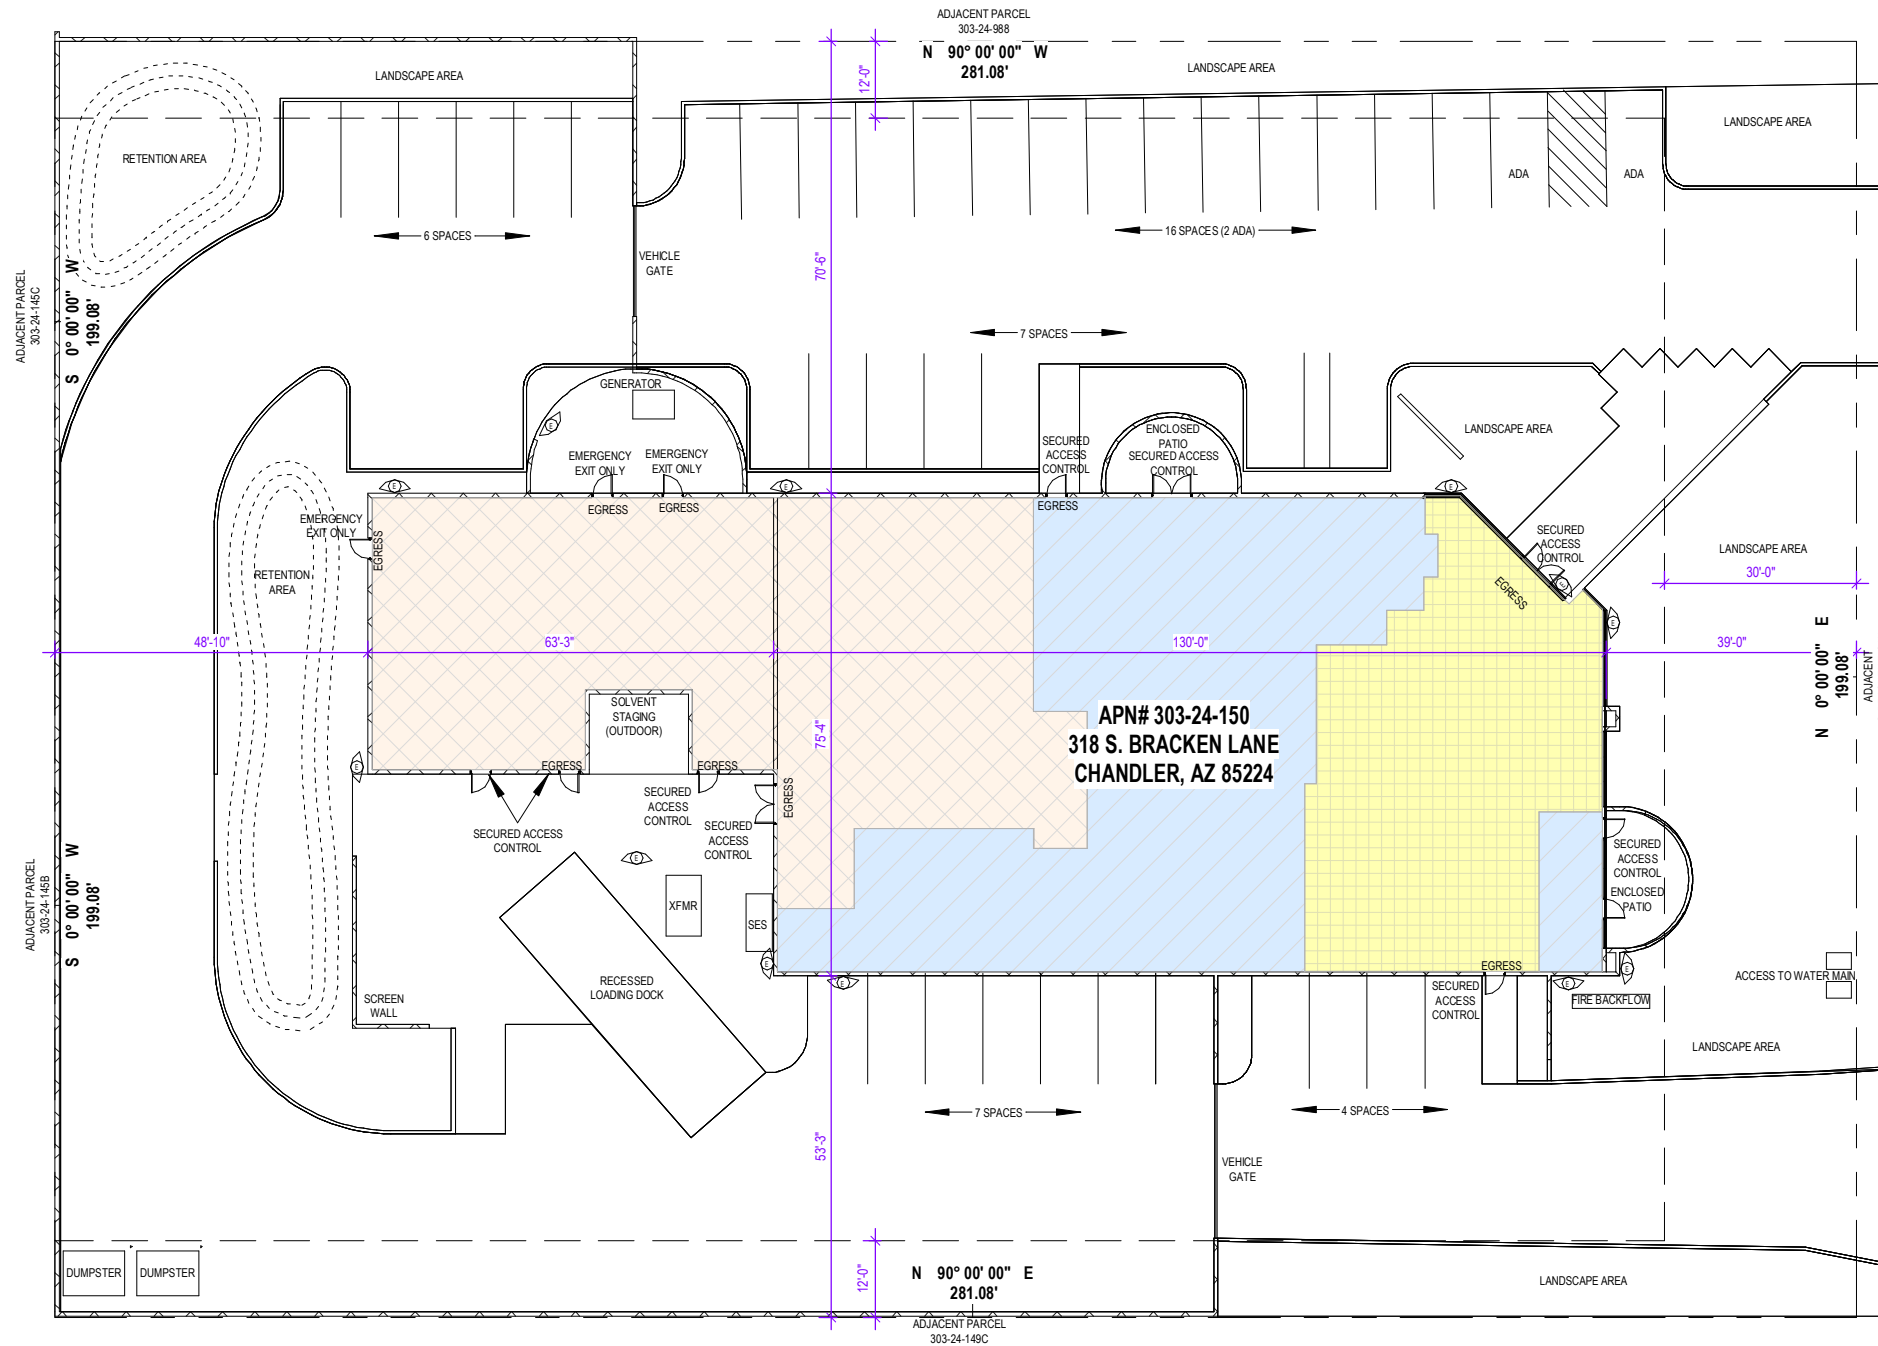 ADJACENT PARCEL
303-24-988
N 90° 00' 00" W
281.08'
LANDSCAPE AREA
12'-0"
LANDSCAPE AREA
LANDSCAPE AREA
RETENTION AREA
ADA
ADA
6 SPACES
16 SPACES (2 ADA)
VEHICLE
GATE
70'-6"
ADJACENT PARCEL
303-24-145C
S 0° 00' 00" W
199.08'
7 SPACES
GENERATOR
E
EMERGENCY
EXIT ONLY
EMERGENCY
EXIT ONLY
SECURED
ACCESS
CONTROL
ENCLOSED
PATIO
SECURED ACCESS
CONTROL
LANDSCAPE AREA
E
E
E
EGRESS
EGRESS
EGRESS
EMERGENCY
EXIT ONLY
EGRESS
SECURED
ACCESS
CONTROL
LANDSCAPE AREA
RETENTION
AREA
E
EGRESS
30'-0"
E
48'-10"
63'-3"
130'-0"
39'-0"
N 0° 00' 00" E
199.08'
ADJACENT
SOLVENT
STAGING
(OUTDOOR)
75'-4"
APN# 303-24-150
318 S. BRACKEN LANE
CHANDLER, AZ 85224
E
EGRESS
EGRESS
EGRESS
SECURED
ACCESS
CONTROL
SECURED ACCESS
CONTROL
SECURED
ACCESS
CONTROL
E
SECURED
ACCESS
CONTROL
ENCLOSED
PATIO
ADJACENT PARCEL
303-24-145B
S 0° 00' 00" W
199.08'
XFMR
SES
E
E
EGRESS
E
E
ACCESS TO WATER MAIN
RECESSED
LOADING DOCK
SECURED
ACCESS
CONTROL
FIRE BACKFLOW
SCREEN
WALL
LANDSCAPE AREA
7 SPACES
4 SPACES
53'-3"
VEHICLE
GATE
DUMPSTER
DUMPSTER
12'-0"
N 90° 00' 00" E
281.08'
LANDSCAPE AREA
ADJACENT PARCEL
303-24-149C